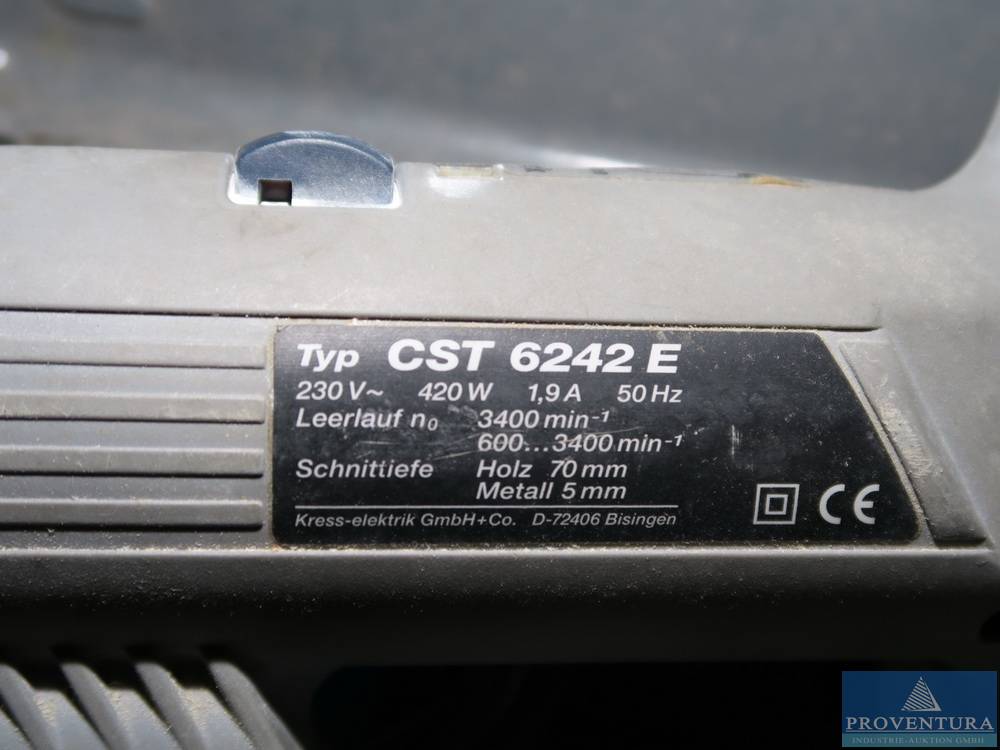 Typ CST 6242 E
230 V~ 420 W 1,9 A 50 Hz
Leerlauf n₀ 3400 min⁻¹
600...3400 min⁻¹
Schnittiefe Holz 70 mm
Metall 5 mm
Kress-elektrik GmbH+Co. D-72406 Bisingen
CE
PROVENTURA
INDUSTRIE-AUKTION GMBH